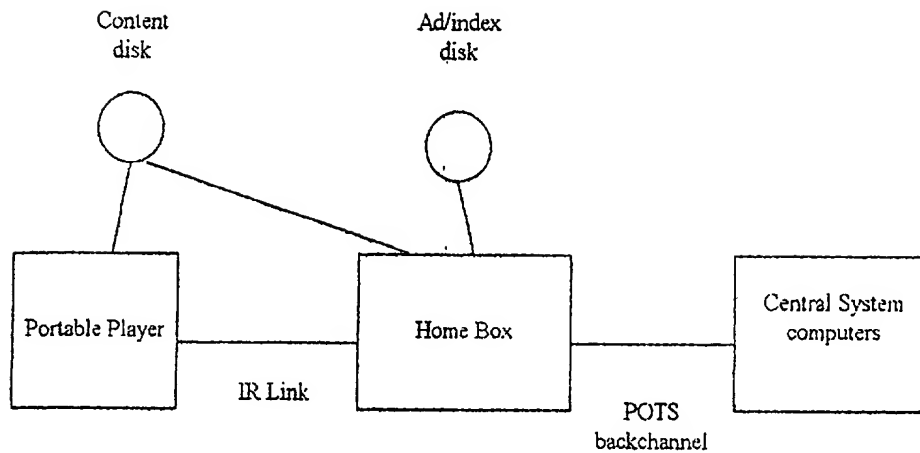 Content
disk
Ad/index
disk
Portable Player
Home Box
Central System
computers
IR Link
POTS
backchannel